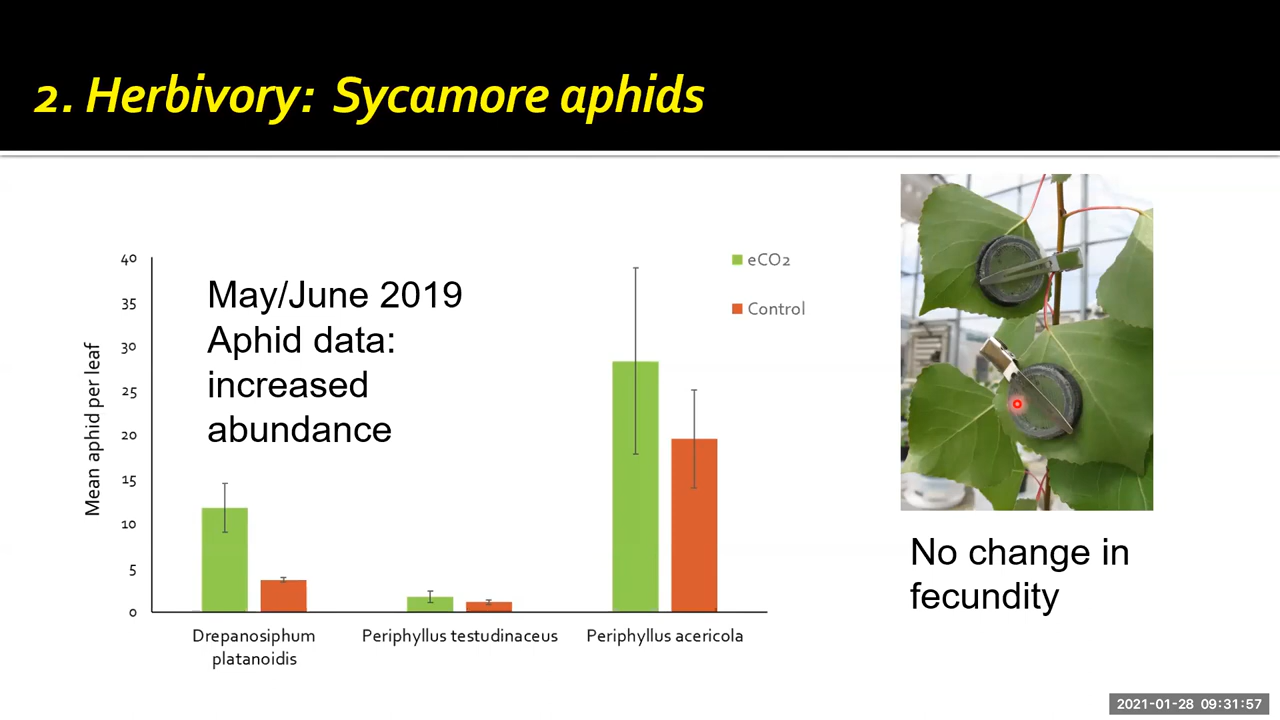 2. Herbivory: Sycamore aphids
40
35
30
25
20
15
10
5
0
Mean aphid per leaf
May/June 2019
Aphid data:
increased
abundance
eCO2
Control
Drepanosiphum
platanoidis
Periphyllus testudinaceus
Periphyllus acericola
No change in
fecundity
2021-01-28 09:31:57